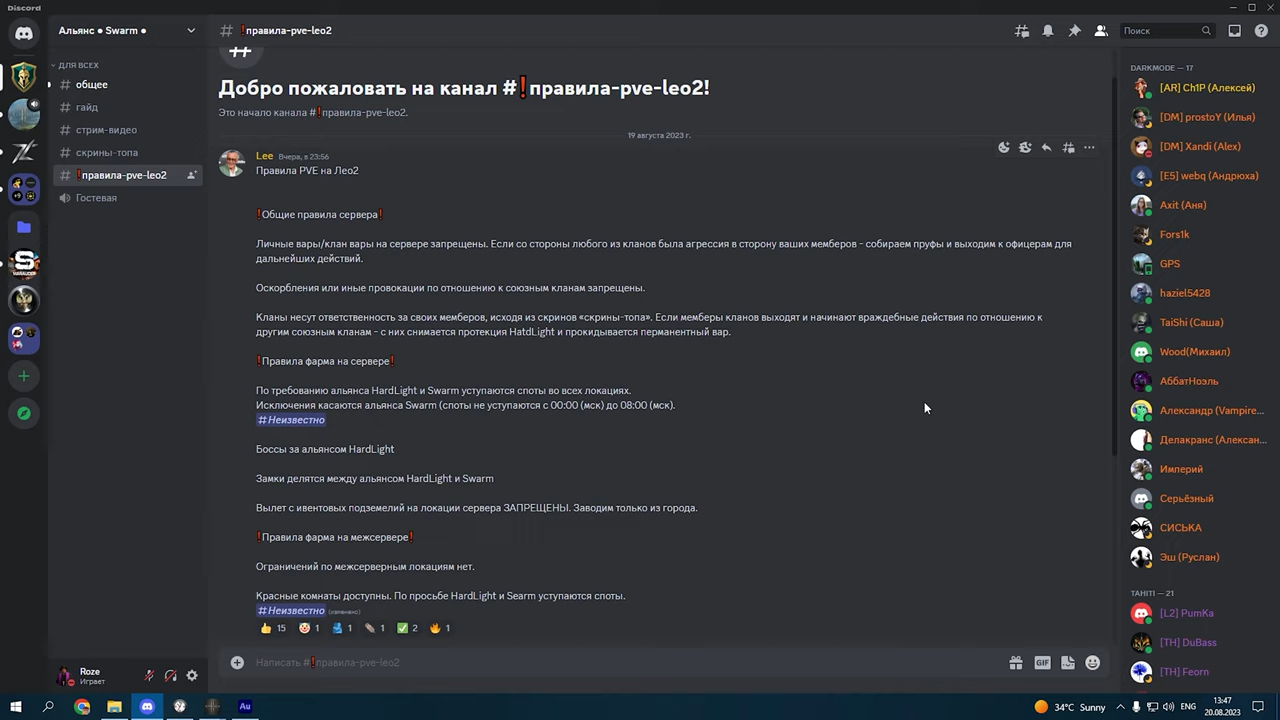 Discord
Альянс ● Swarm ●
#❗правила-pve-leo2
Поиск
ДЛЯ ВСЕХ
# общее
# гайд
# стрим-видео
# скрины-топа
# ❗правила-pve-leo2
Гостевая
Roze
Играет
#
Добро пожаловать на канал #❗правила-pve-leo2!
Это начало канала #❗правила-pve-leo2.
19 августа 2023 г.
Lee Вчера, в 23:56
Правила PVE на Лео2
❗Общие правила сервера❗
Личные вары/клан вары на сервере запрещены. Если со стороны любого из кланов была агрессия в сторону ваших мемберов - собираем пруфы и выходим к офицерам для
дальнейших действий.
Оскорбления или иные провокации по отношению к союзным кланам запрещены.
Кланы несут ответственность за своих мемберов, исходя из скринов «скрины-топа». Если мемберы кланов выходят и начинают враждебные действия по отношению к
другим союзным кланам - с них снимается протекция HatdLight и прокидывается перманентный вар.
❗Правила фарма на сервере❗
По требованию альянса HardLight и Swarm уступаются споты во всех локациях.
Исключения касаются альянса Swarm (споты не уступаются с 00:00 (мск) до 08:00 (мск).
# Неизвестно
Боссы за альянсом HardLight
Замки делятся между альянсом HardLight и Swarm
Вылет с ивентовых подземелий на локации сервера ЗАПРЕЩЕНЫ. Заводим только из города.
❗Правила фарма на межсервере❗
Ограничений по межсерверным локациям нет.
Красные комнаты доступны. По просьбе HardLight и Searm уступаются споты.
# Неизвестно (изменено)
15 1 1 1 2 1
Написать #❗правила-pve-leo2
GIF
DARKMODE — 17
[AR] Ch1P (Алексей)
[DM] prostoY (Илья)
[DM] Xandi (Alex)
[E5] webq (Андрюха)
Axit (Аня)
Fors1k
GPS
haziel5428
TaiShi (Саша)
Wood(Михаил)
АббатНоэль
Александр (Vampire...
Делакранс (Алексан...
Империй
Серьёзный
СИСЬКА
Эш (Руслан)
TAHITI — 21
[L2] PumKa
[TH] DuBass
[TH] Feorn
Au
34°C Sunny
ENG
13:47
20.08.2023